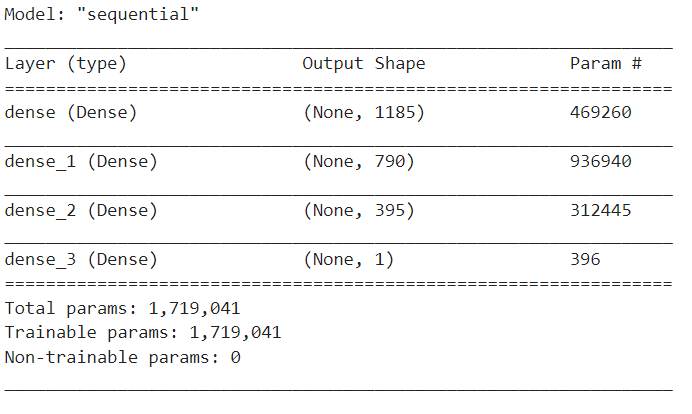 Model: "sequential"
_________________________________________________________________
Layer (type)                 Output Shape              Param #
=================================================================
dense (Dense)                (None, 1185)              469260
_________________________________________________________________
dense_1 (Dense)              (None, 790)               936940
_________________________________________________________________
dense_2 (Dense)              (None, 395)               312445
_________________________________________________________________
dense_3 (Dense)              (None, 1)                 396
=================================================================
Total params: 1,719,041
Trainable params: 1,719,041
Non-trainable params: 0
_________________________________________________________________